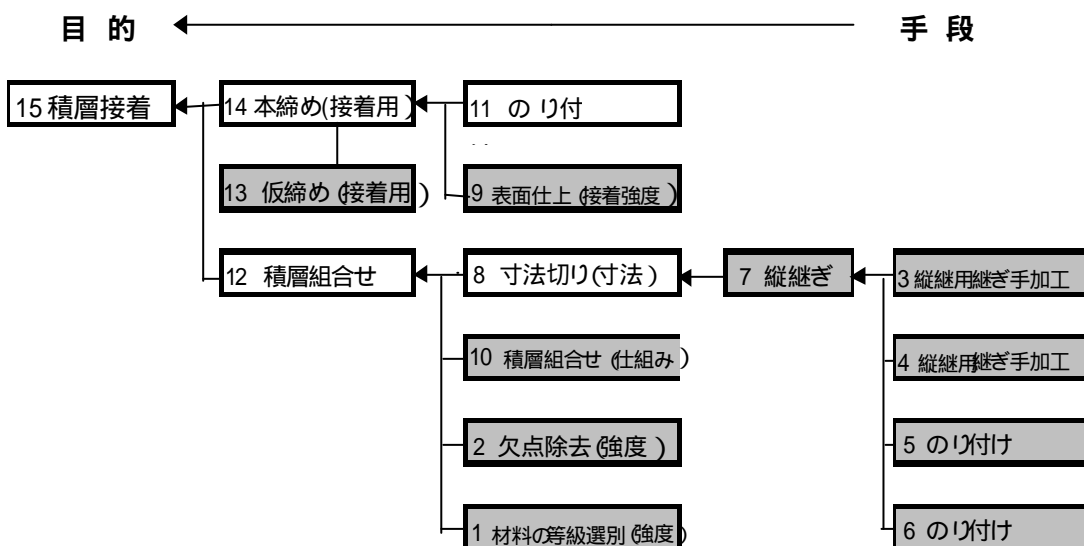 目 的 手 段
15 積層接着 14 本締め(接着用) 11 のり付
13 仮締め(接着用) 9 表面仕上(接着強度)
12 積層組合せ 8 寸法切り(寸法) 7 縦継ぎ 3 縦継用継ぎ手加工
10 積層組合せ(仕組み) 4 縦継用継ぎ手加工
2 欠点除去(強度) 5 のり付け
1 材料の等級選別(強度) 6 のり付け